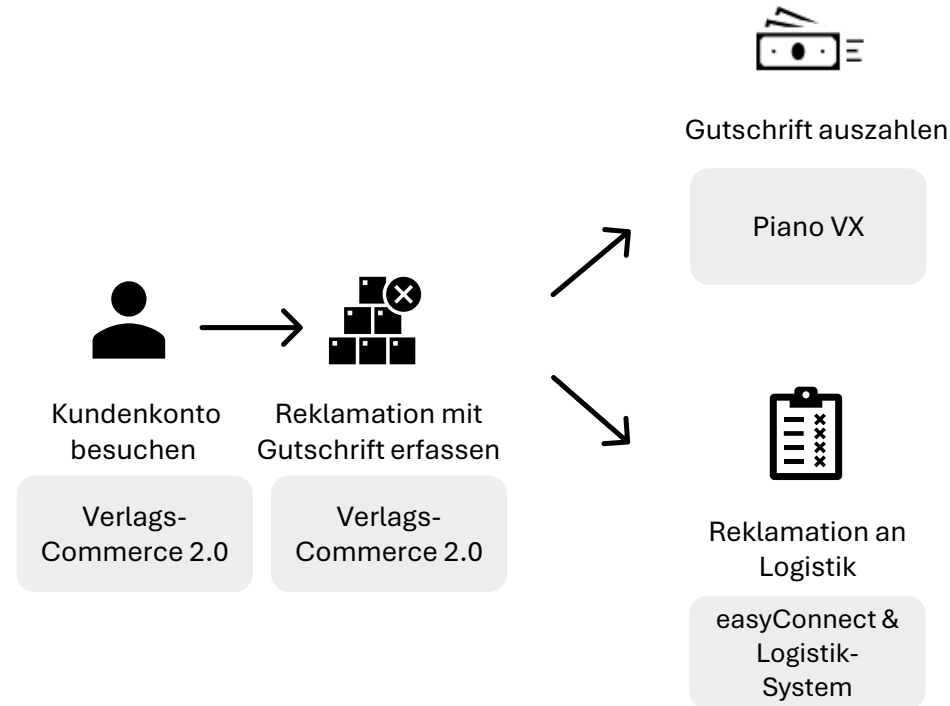 Gutschrift auszahlen
Piano VX
Kundenkonto
besuchen
Verlags-
Commerce 2.0
Reklamation mit
Gutschrift erfassen
Verlags-
Commerce 2.0
Reklamation an
Logistik
easyConnect &
Logistik-
System